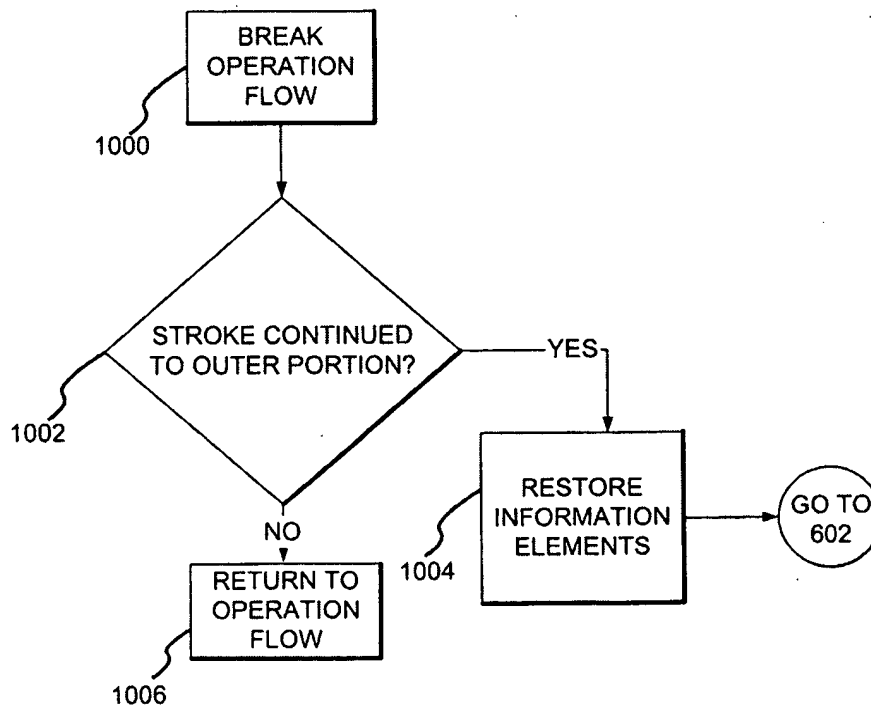 BREAK
OPERATION
FLOW
1000
STROKE CONTINUED
TO OUTER PORTION?
YES
1002
RESTORE
INFORMATION
ELEMENTS
GO TO
602
NO
1004
RETURN TO
OPERATION
FLOW
1006